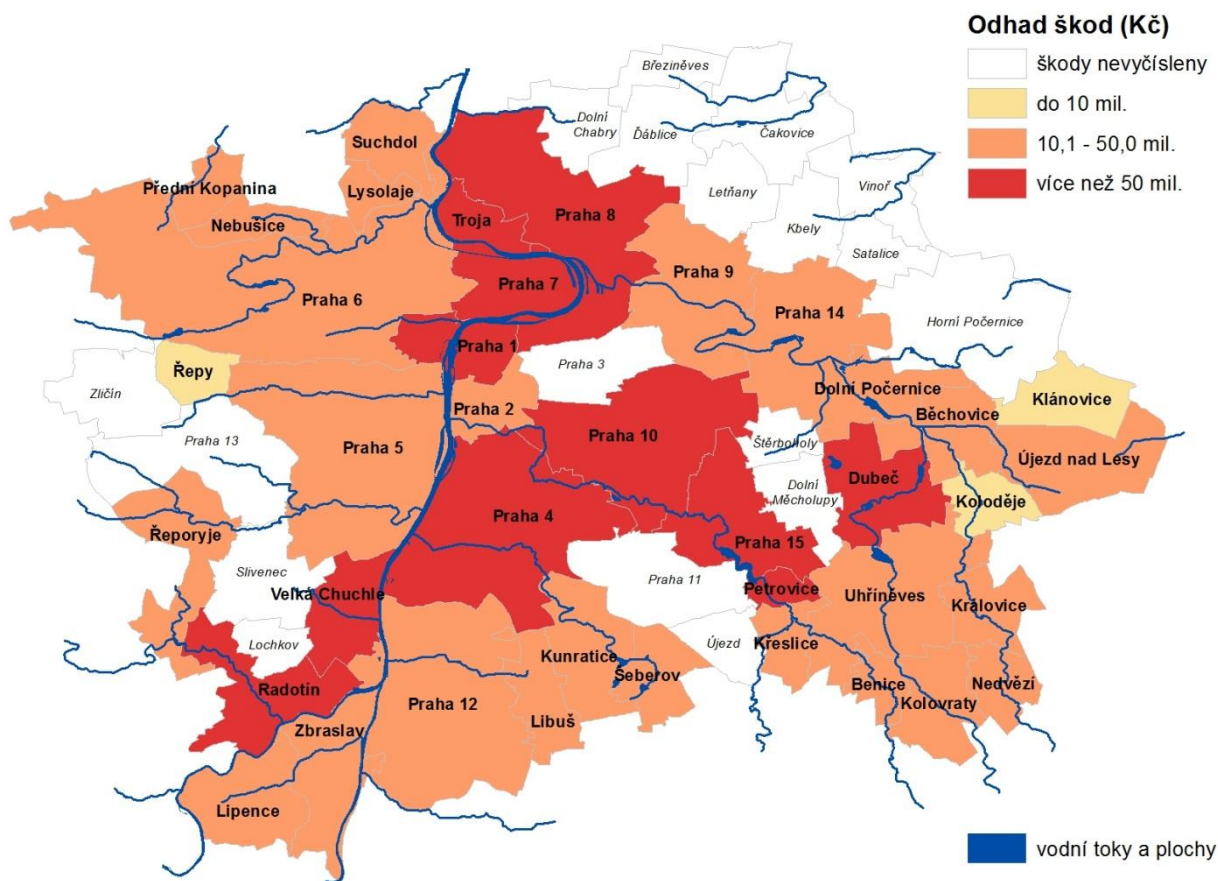 Odhad škod (Kč)
škody nevyčísleny
do 10 mil.
10,1 - 50,0 mil.
více než 50 mil.
Březiněves
Dolní
Chabry
Ďáblice
Čakovice
Suchdol
Přední Kopanina
Lysolaje
Letňany
Vinoř
Nebušice
Troja
Praha 8
Kbely
Satalice
Praha 9
Praha 7
Praha 6
Praha 14
Horní Počernice
Praha 1
Praha 3
Řepy
Zličín
Dolní Počernice
Klánovice
Praha 2
Běchovice
Praha 13
Praha 5
Praha 10
Štěrboholy
Újezd nad Lesy
Dubeč
Dolní
Měcholupy
Koloděje
Praha 4
Řeporyje
Praha 15
Slivenec
Velká Chuchle
Praha 11
Petrovice
Uhříněves
Královice
Lochkov
Újezd
Křeslice
Kunratice
Šeberov
Radotín
Benice
Nedvězí
Kolovraty
Praha 12
Libuš
Zbraslav
Lipence
vodní toky a plochy